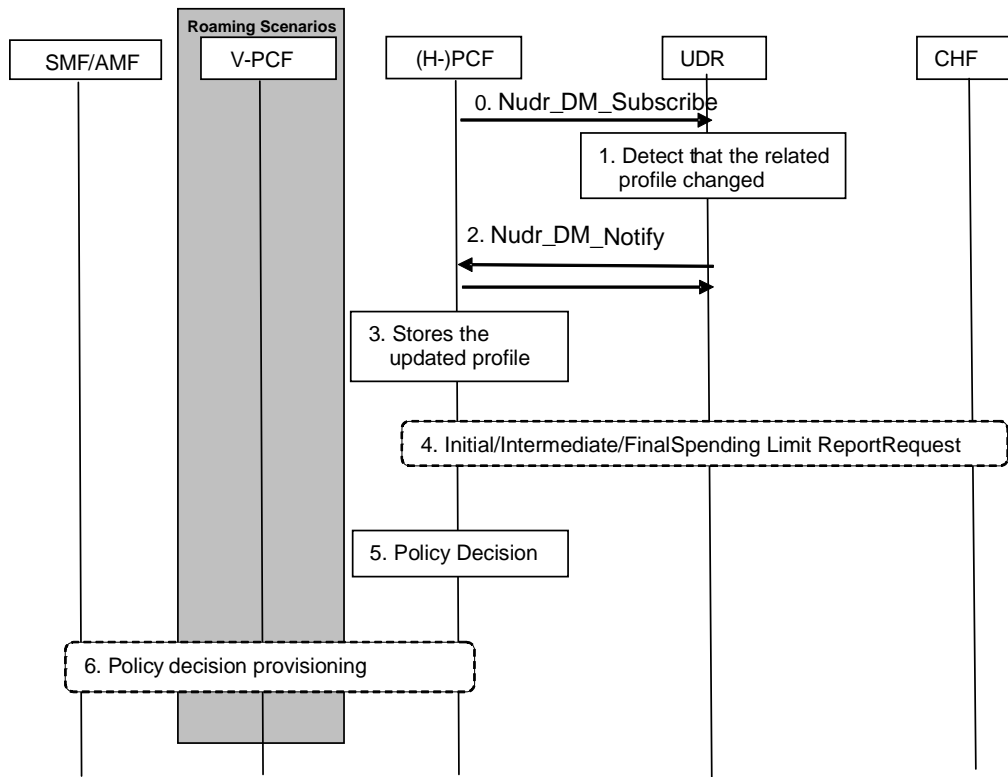 Roaming Scenarios
SMF/AMF
V-PCF
(H-)PCF
UDR
CHF
0. Nudr_DM_Subscribe
1. Detect that the related
profile changed
2. Nudr_DM_Notify
3. Stores the
updated profile
4. Initial/Intermediate/FinalSpending Limit ReportRequest
5. Policy Decision
6. Policy decision provisioning